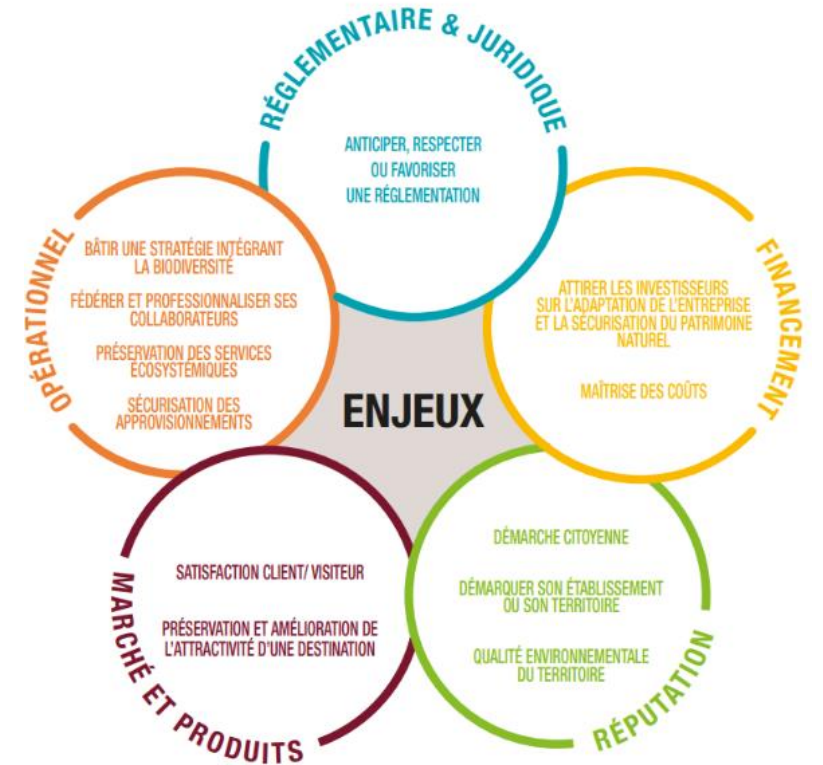 RÉGLEMENTAIRE & JURIDIQUE
ANTICIPER, RESPECTER
OU FAVORISER
UNE RÉGLEMENTATION
OPÉRATIONNEL
BÂTIR UNE STRATÉGIE INTÉGRANT
LA BIODIVERSITÉ
FÉDÉRER ET PROFESSIONNALISER SES
COLLABORATEURS
PRÉSERVATION DES SERVICES
ÉCOSYSTÉMIQUES
SÉCURISATION DES
APPROVISIONNEMENTS
FINANCEMENT
ATTIRER LES INVESTISSEURS
SUR L'ADAPTATION DE L'ENTREPRISE
ET LA SÉCURISATION DU PATRIMOINE
NATUREL
MAÎTRISE DES COÛTS
ENJEUX
MARCHÉ ET PRODUITS
SATISFACTION CLIENT/ VISITEUR
PRÉSERVATION ET AMÉLIORATION DE
L'ATTRACTIVITÉ D'UNE DESTINATION
RÉPUTATION
DÉMARCHE CITOYENNE
DÉMARQUER SON ÉTABLISSEMENT
OU SON TERRITOIRE
QUALITÉ ENVIRONNEMENTALE
DU TERRITOIRE